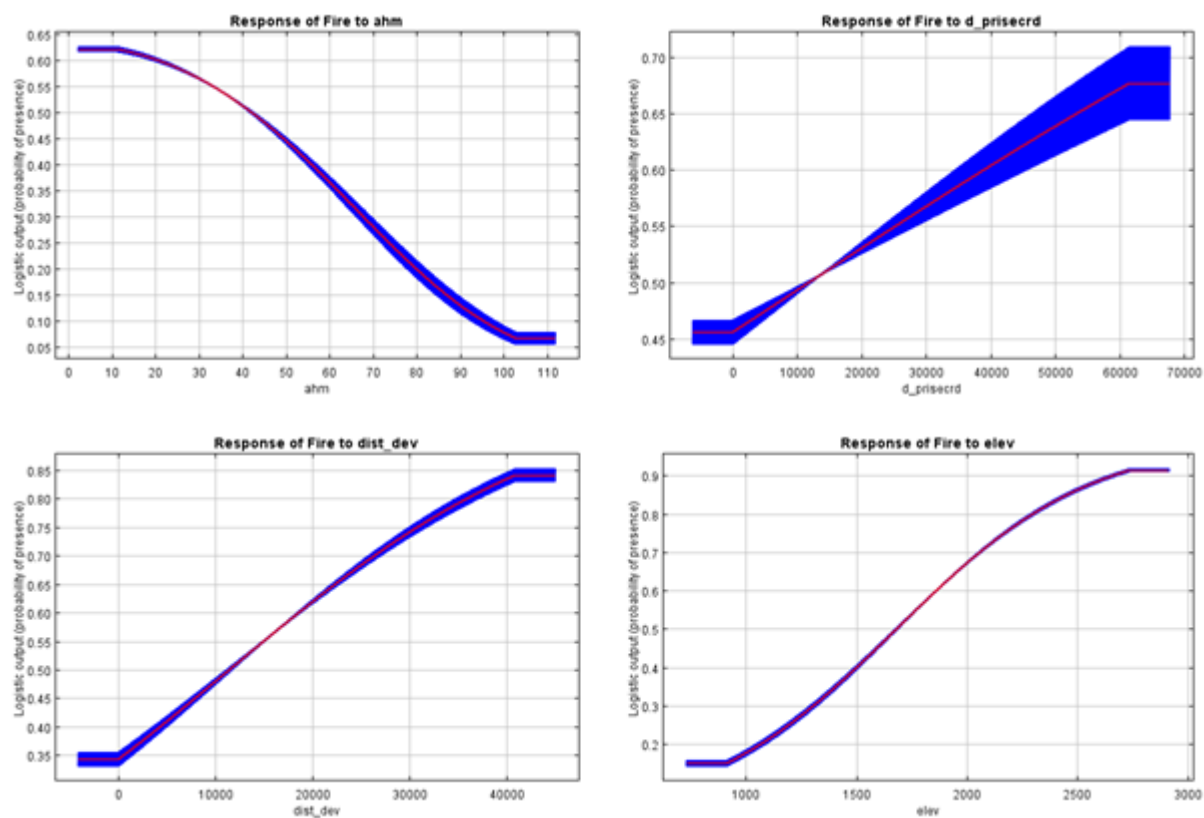 Response of Fire to ahm
Logistic output (probability of presence)
0.65
0.60
0.55
0.50
0.45
0.40
0.35
0.30
0.25
0.20
0.15
0.10
0.05
0 10 20 30 40 50 60 70 80 90 100 110
ahm
Response of Fire to d_prisecrd
Logistic output (probability of presence)
0.70
0.65
0.60
0.55
0.50
0.45
0 10000 20000 30000 40000 50000 60000 70000
d_prisecrd
Response of Fire to dist_dev
Logistic output (probability of presence)
0.85
0.80
0.75
0.70
0.65
0.60
0.55
0.50
0.45
0.40
0.35
0 10000 20000 30000 40000
dist_dev
Response of Fire to elev
Logistic output (probability of presence)
0.9
0.8
0.7
0.6
0.5
0.4
0.3
0.2
1000 1500 2000 2500 3000
elev